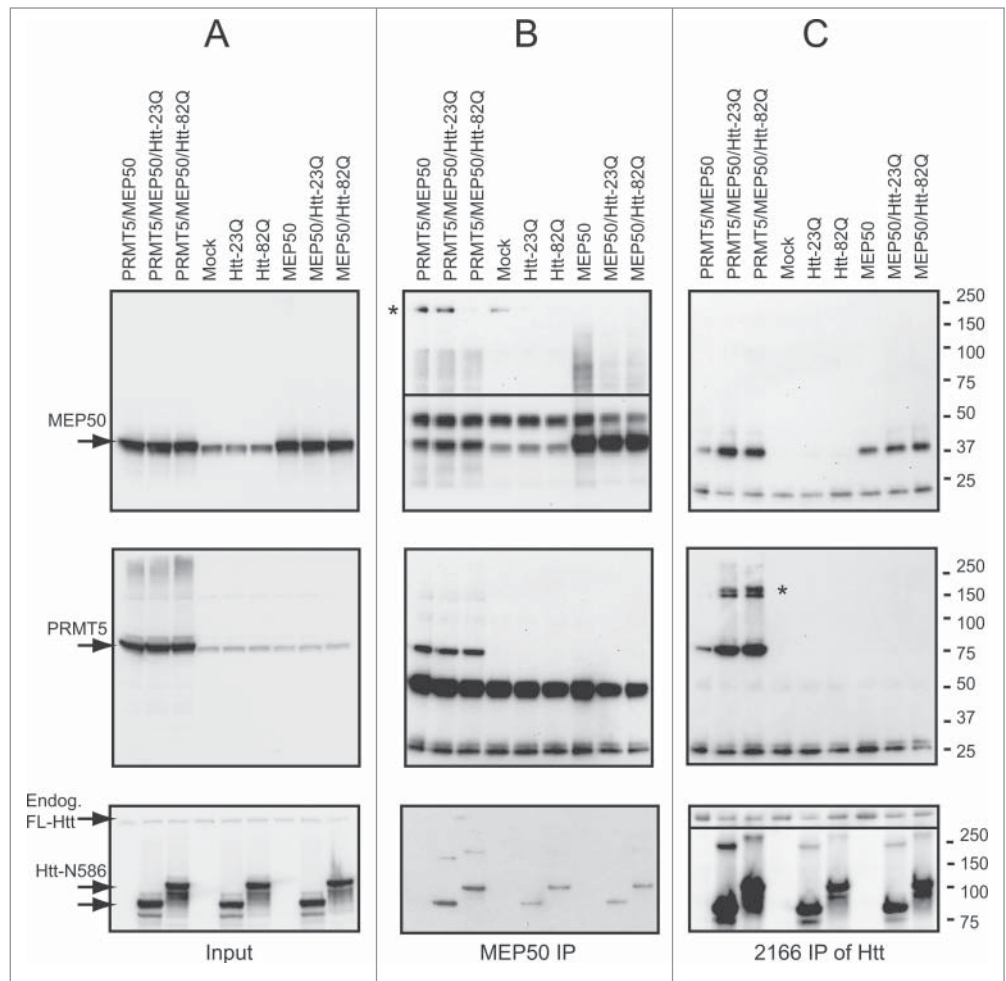 A
B
C
PRMT5/MEP50
PRMT5/MEP50/Htt-23Q
PRMT5/MEP50/Htt-82Q
Mock
Htt-23Q
Htt-82Q
MEP50
MEP50/Htt-23Q
MEP50/Htt-82Q
PRMT5/MEP50
PRMT5/MEP50/Htt-23Q
PRMT5/MEP50/Htt-82Q
Mock
Htt-23Q
Htt-82Q
MEP50
MEP50/Htt-23Q
MEP50/Htt-82Q
PRMT5/MEP50
PRMT5/MEP50/Htt-23Q
PRMT5/MEP50/Htt-82Q
Mock
Htt-23Q
Htt-82Q
MEP50
MEP50/Htt-23Q
MEP50/Htt-82Q
MEP50
*
- 250
- 150
- 100
- 75
- 50
- 37
- 25
PRMT5
*
- 250
- 150
- 100
- 75
- 50
- 37
- 25
Endog.
FL-Htt
Htt-N586
- 250
- 150
- 100
- 75
Input
MEP50 IP
2166 IP of Htt